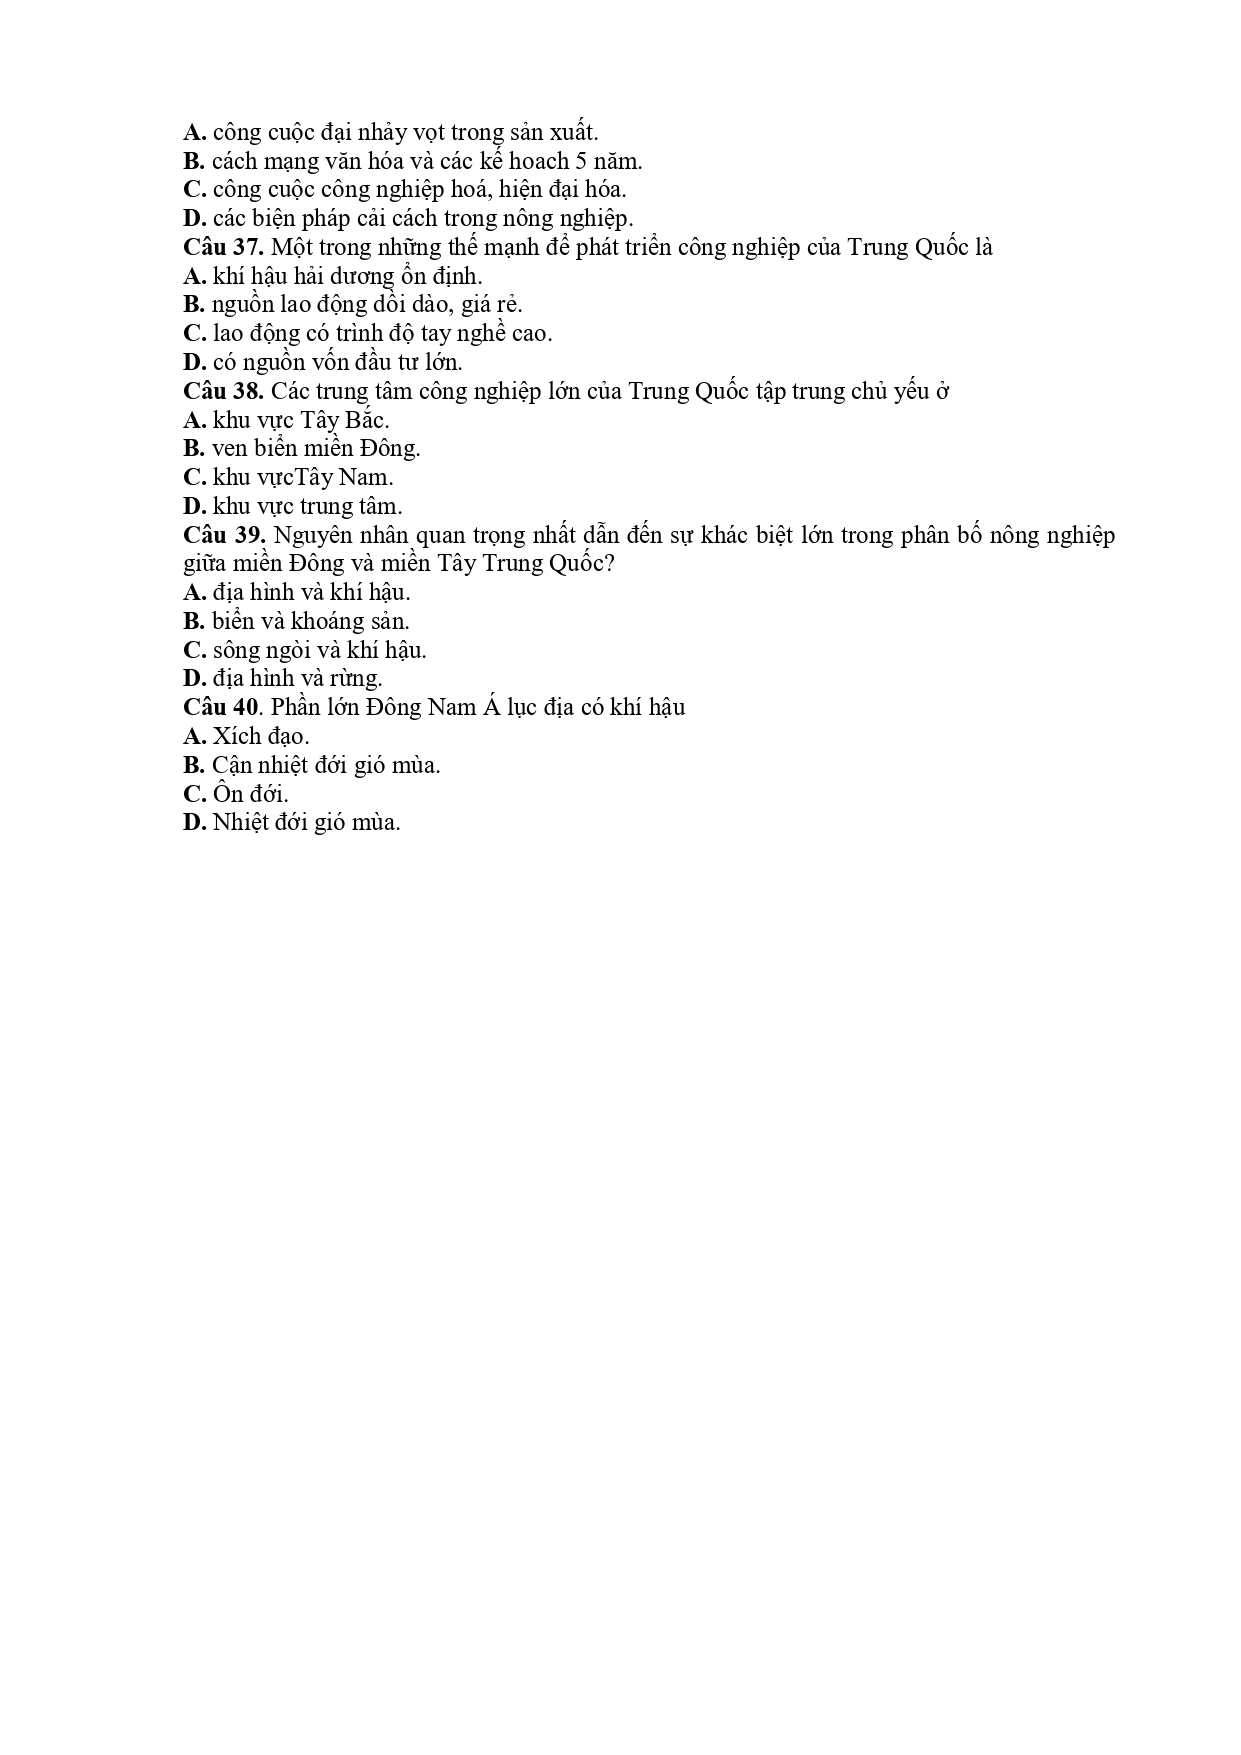 A. công cuộc đại nhảy vọt trong sản xuất.
B. cách mạng văn hóa và các kế hoach 5 năm.
C. công cuộc công nghiệp hoá, hiện đại hóa.
D. các biện pháp cải cách trong nông nghiệp.
Câu 37. Một trong những thế mạnh để phát triển công nghiệp của Trung Quốc là
A. khí hậu hải dương ổn định.
B. nguồn lao động dồi dào, giá rẻ.
C. lao động có trình độ tay nghề cao.
D. có nguồn vốn đầu tư lớn.
Câu 38. Các trung tâm công nghiệp lớn của Trung Quốc tập trung chủ yếu ở
A. khu vực Tây Bắc.
B. ven biển miền Đông.
C. khu vựcTây Nam.
D. khu vực trung tâm.
Câu 39. Nguyên nhân quan trọng nhất dẫn đến sự khác biệt lớn trong phân bố nông nghiệp
giữa miền Đông và miền Tây Trung Quốc?
A. địa hình và khí hậu.
B. biển và khoáng sản.
C. sông ngòi và khí hậu.
D. địa hình và rừng.
Câu 40. Phần lớn Đông Nam Á lục địa có khí hậu
A. Xích đạo.
B. Cận nhiệt đới gió mùa.
C. Ôn đới.
D. Nhiệt đới gió mùa.